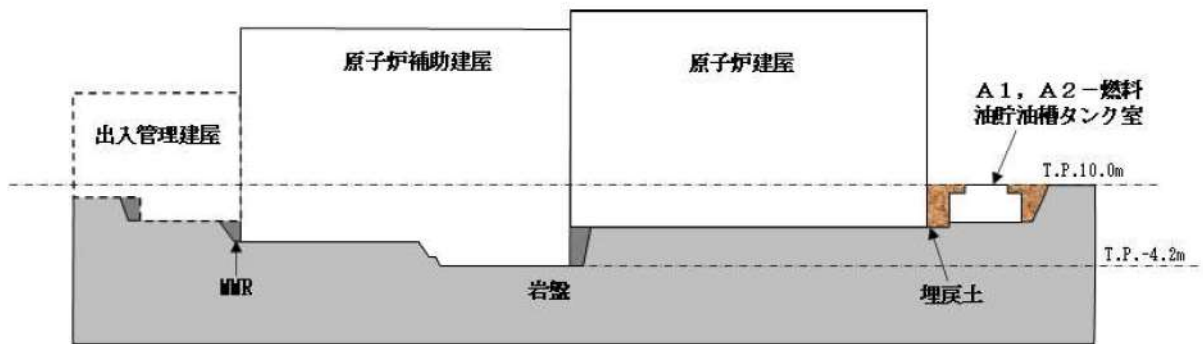 原子炉補助建屋
原子炉建屋
A1,A2-燃料
油貯油槽タンク室
出入管理建屋
T.P.10.0m
T.P.-4.2m
MMR
岩盤
埋戻土